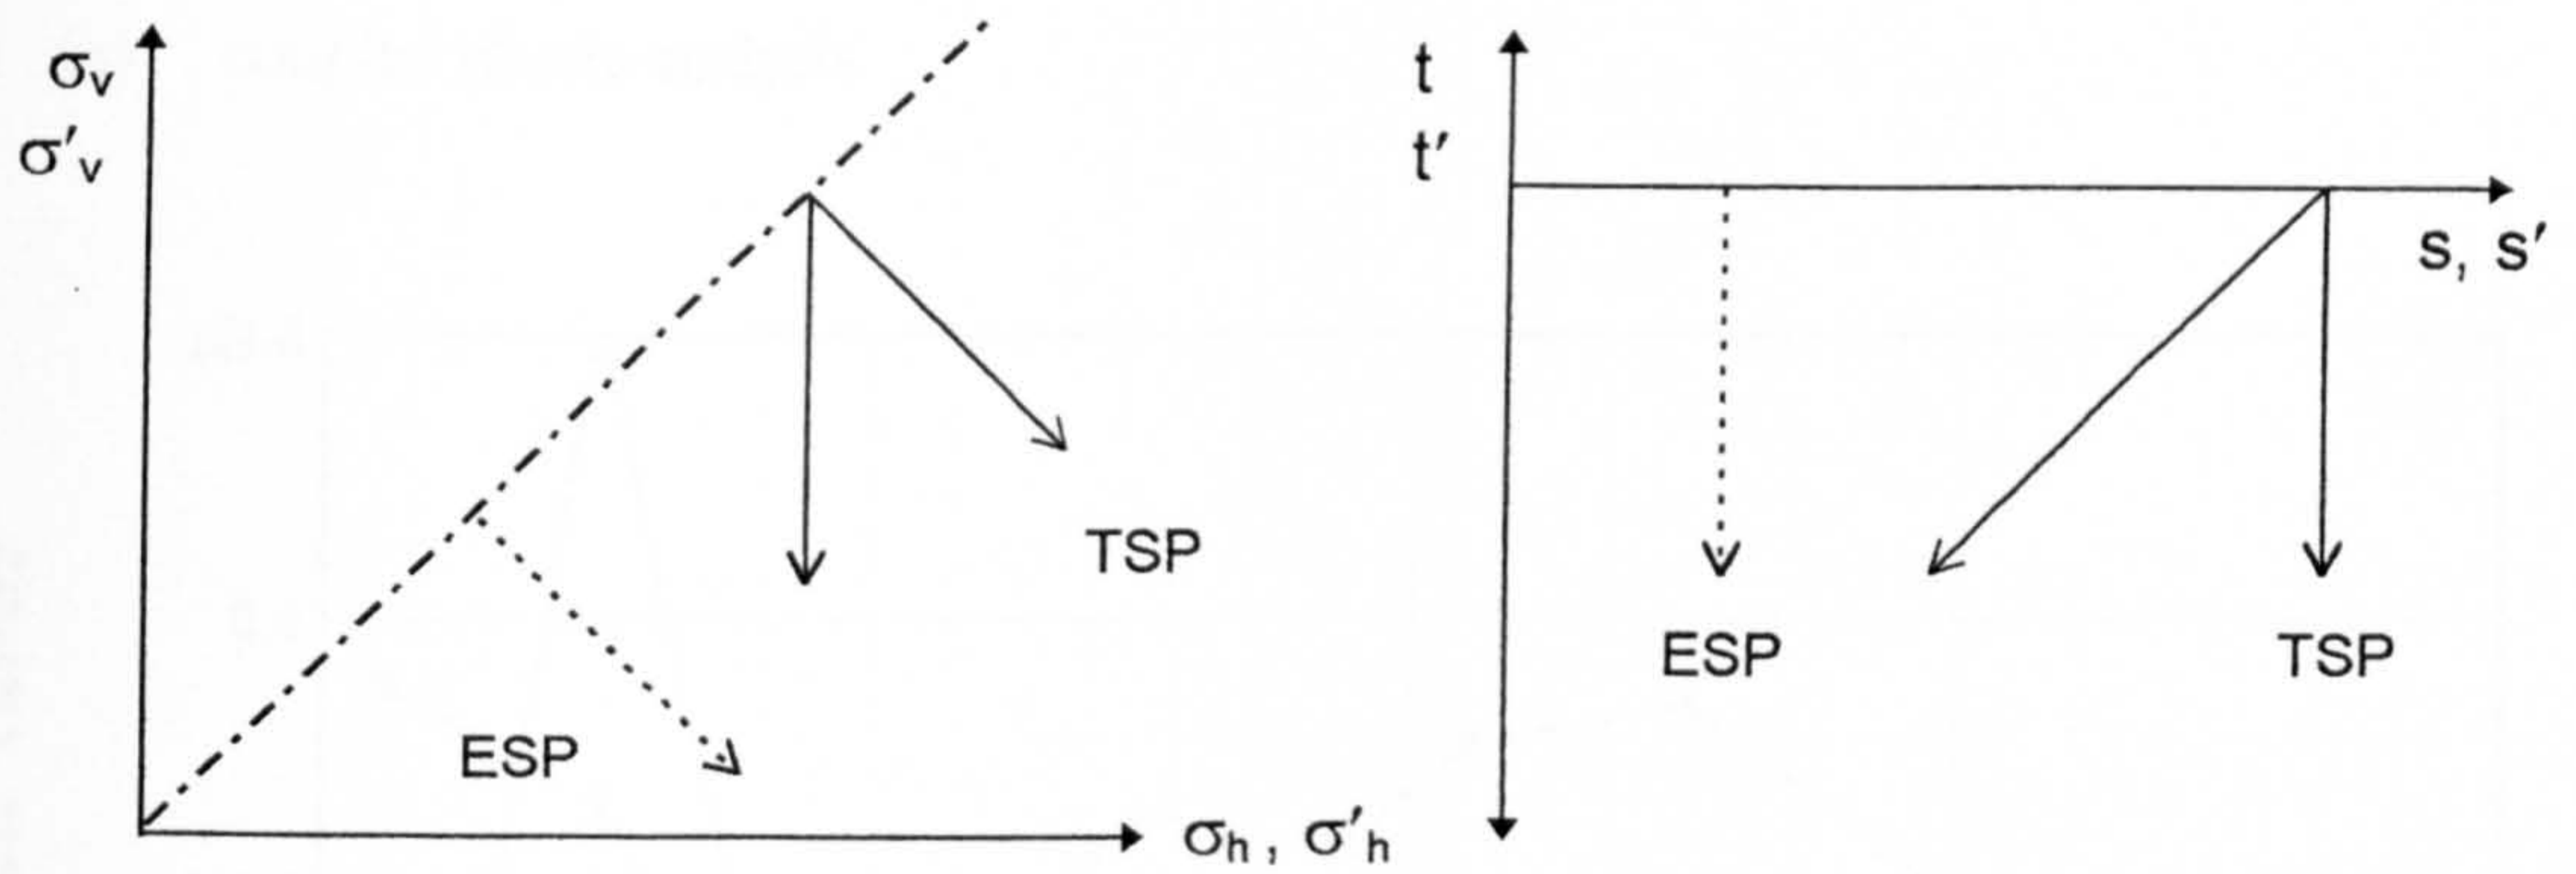 σv
σ′v
TSP
ESP
σh , σ′h
t
t′
s, s′
ESP
TSP